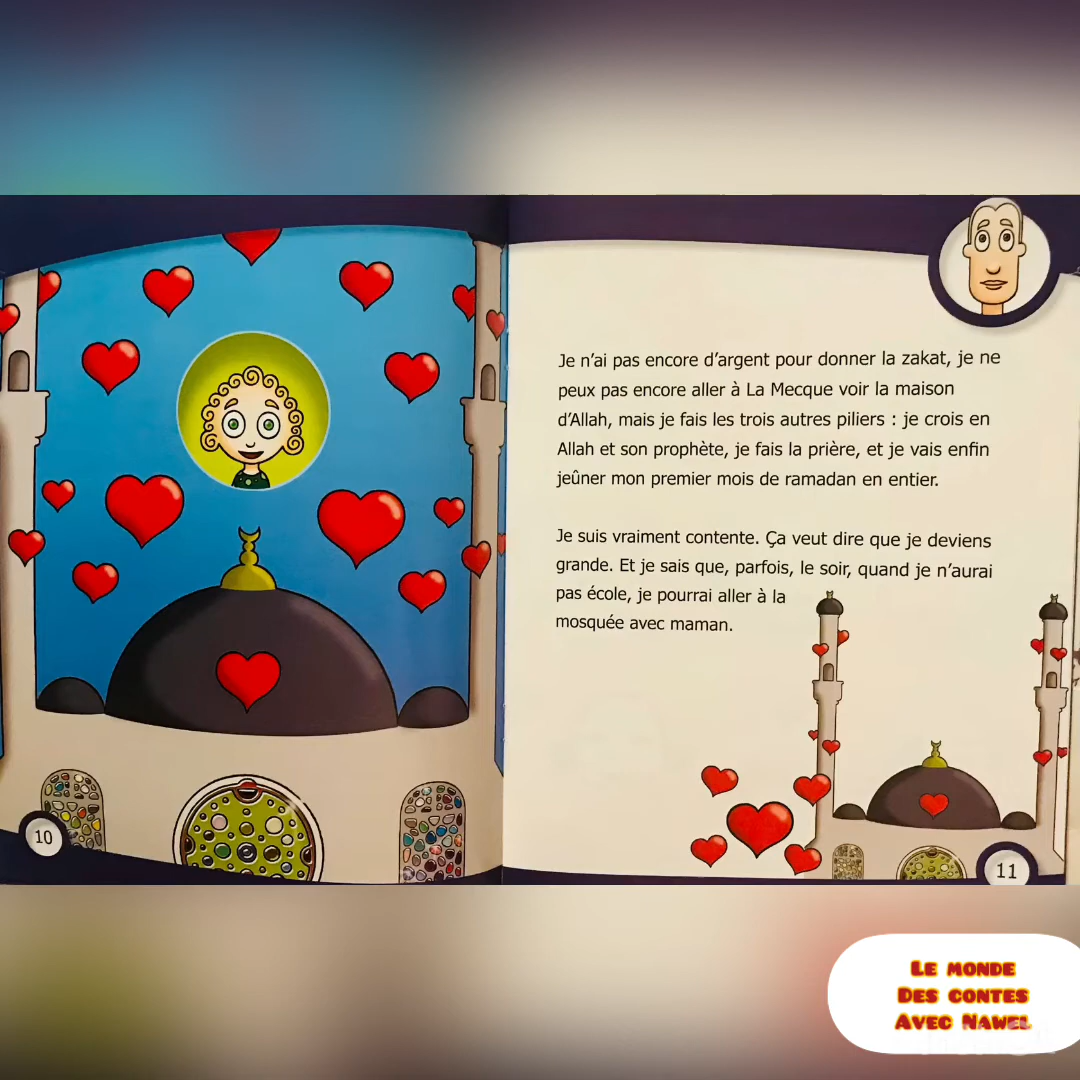 Je n'ai pas encore d'argent pour donner la zakat, je ne
peux pas encore aller à La Mecque voir la maison
d'Allah, mais je fais les trois autres piliers : je crois en
Allah et son prophète, je fais la prière, et je vais enfin
jeûner mon premier mois de ramadan en entier.
Je suis vraiment contente. Ça veut dire que je deviens
grande. Et je sais que, parfois, le soir, quand je n'aurai
pas école, je pourrai aller à la
mosquée avec maman.
10
11
Le monde
Des contes
Avec Nawel